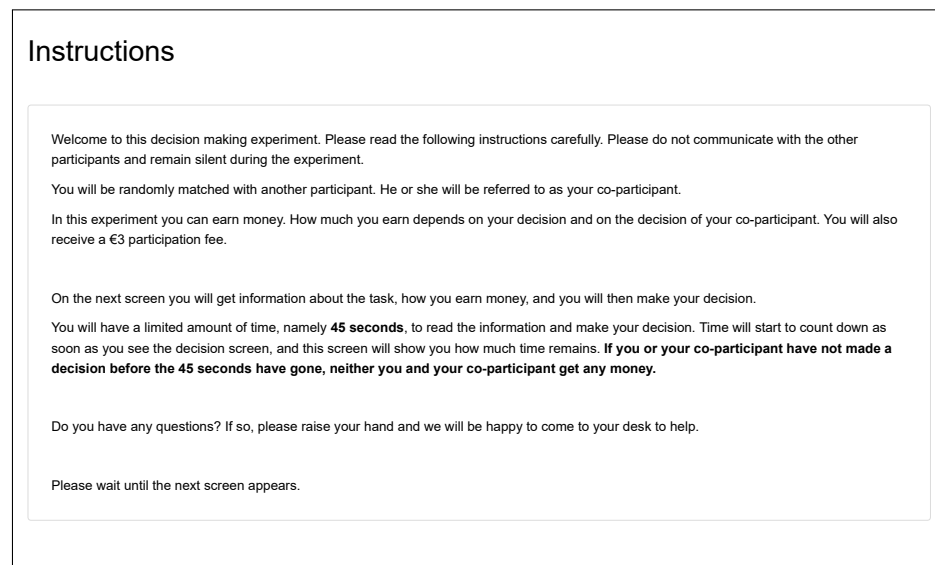 Instructions
Welcome to this decision making experiment. Please read the following instructions carefully. Please do not communicate with the other
participants and remain silent during the experiment.
You will be randomly matched with another participant. He or she will be referred to as your co-participant.
In this experiment you can earn money. How much you earn depends on your decision and on the decision of your co-participant. You will also
receive a €3 participation fee.
On the next screen you will get information about the task, how you earn money, and you will then make your decision.
You will have a limited amount of time, namely 45 seconds, to read the information and make your decision. Time will start to count down as
soon as you see the decision screen, and this screen will show you how much time remains. If you or your co-participant have not made a
decision before the 45 seconds have gone, neither you and your co-participant get any money.
Do you have any questions? If so, please raise your hand and we will be happy to come to your desk to help.
Please wait until the next screen appears.